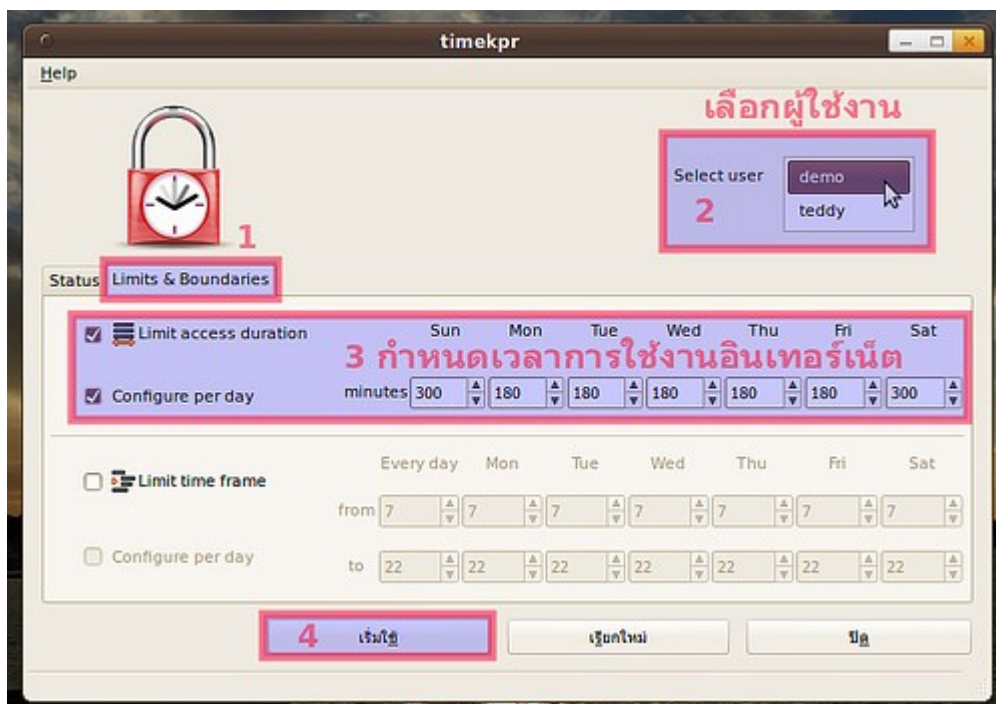 timekpr
Help
เลือกผู้ใช้งาน
Select user
demo
2
teddy
1
Status
Limits & Boundaries
Limit access duration
Sun Mon Tue Wed Thu Fri Sat
3 กำหนดเวลาการใช้งานอินเทอร์เน็ต
Configure per day
minutes 300 180 180 180 180 180 300
Every day Mon Tue Wed Thu Fri Sat
Limit time frame
from 7 7 7 7 7 7 7
Configure per day
to 22 22 22 22 22 22 22
4 เริ่มใช้ เรียกใหม่ ปิด